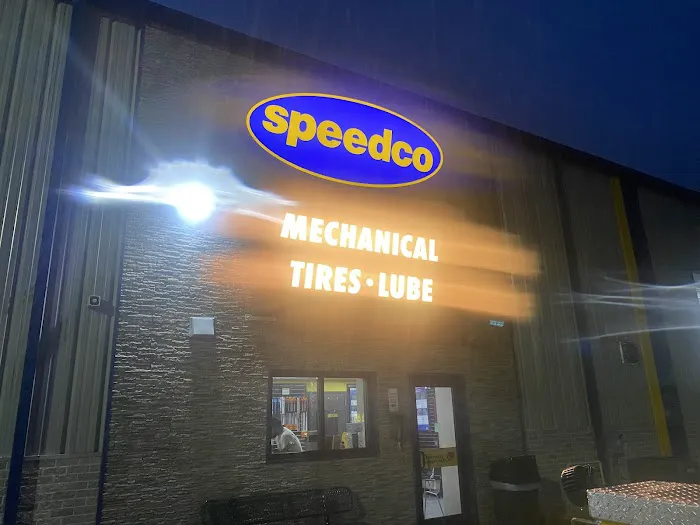 speedco
MECHANICAL
TIRES · LUBE